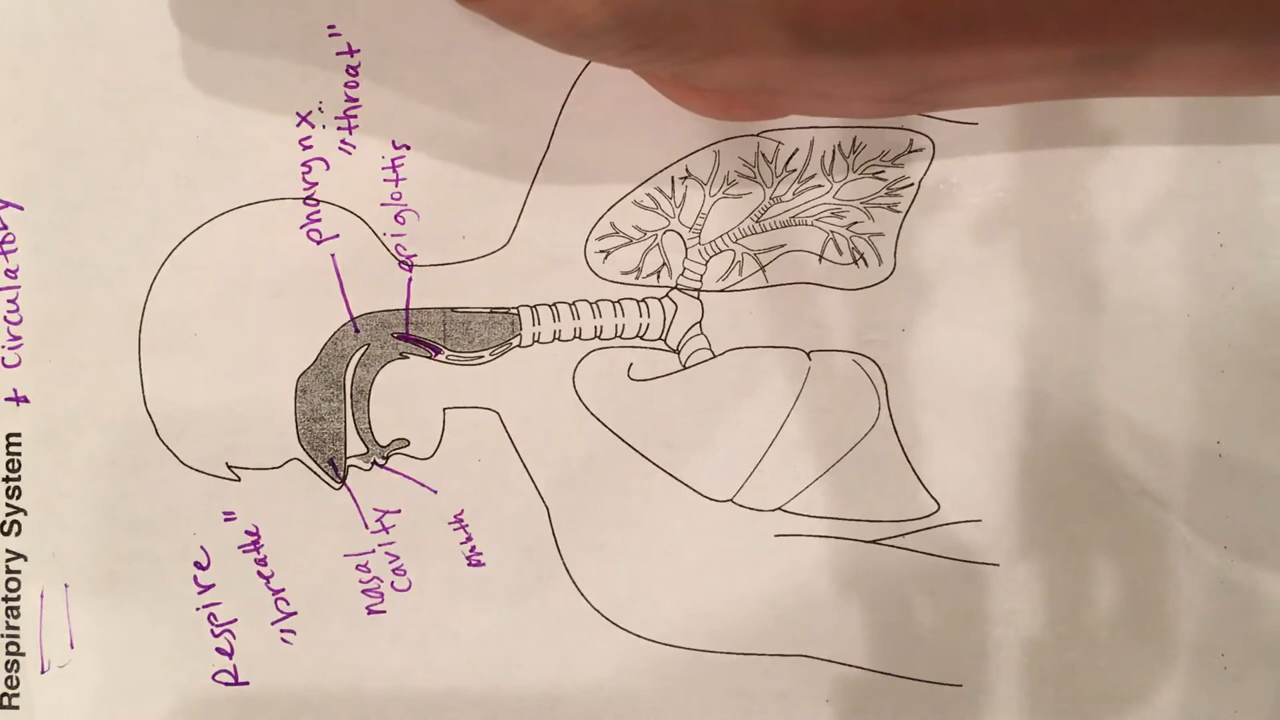 Respiratory System + Circulatory
Respire
"breathe"
pharynx
"throat"
epiglottis
nasal
cavity
mouth